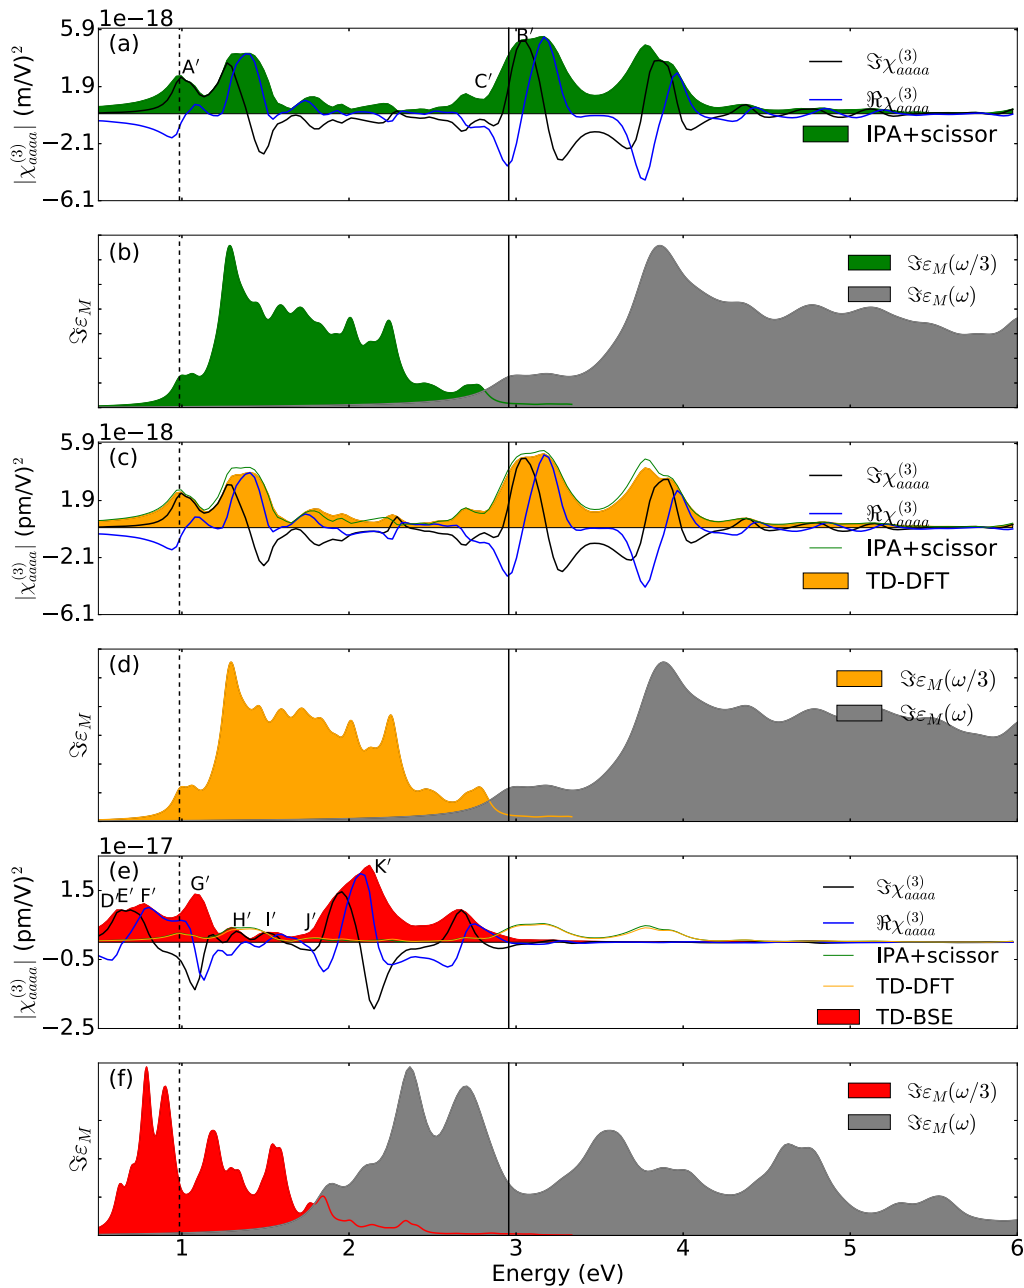 1e−18
(a)
5.9
1.9
−2.1
−6.1
|χ(3)aaaa| (m/V)2
A′
C′
B′
ℑχ(3)aaaa
ℜχ(3)aaaa
IPA+scissor
(b)
ℑεM
ℑεM(ω/3)
ℑεM(ω)
1e−18
(c)
5.9
1.9
−2.1
−6.1
|χ(3)aaaa| (pm/V)2
ℑχ(3)aaaa
ℜχ(3)aaaa
IPA+scissor
TD-DFT
(d)
ℑεM
ℑεM(ω/3)
ℑεM(ω)
1e−17
(e)
1.5
−0.5
−2.5
|χ(3)aaaa| (pm/V)2
D′ E′ F′ G′ H′ I′ J′ K′
ℑχ(3)aaaa
ℜχ(3)aaaa
IPA+scissor
TD-DFT
TD-BSE
(f)
ℑεM
ℑεM(ω/3)
ℑεM(ω)
1 2 3 4 5 6
Energy (eV)